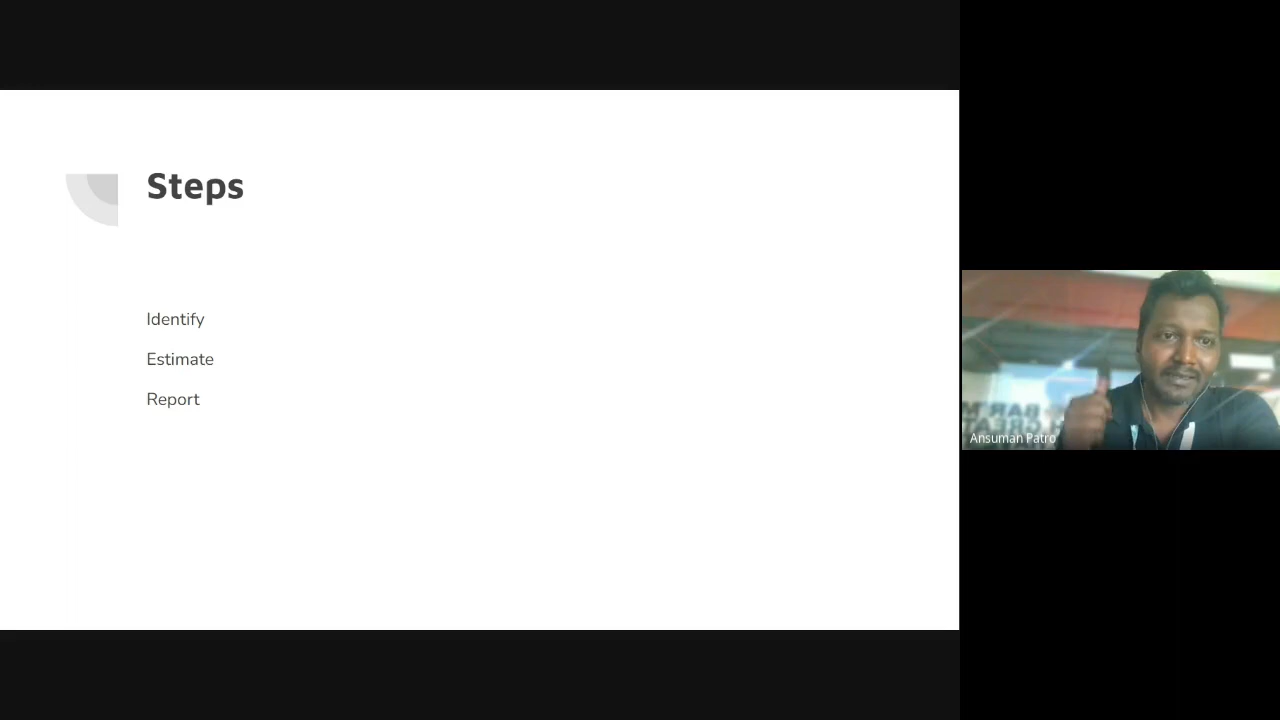 Steps
Identify
Estimate
Report
Ansuman Patro